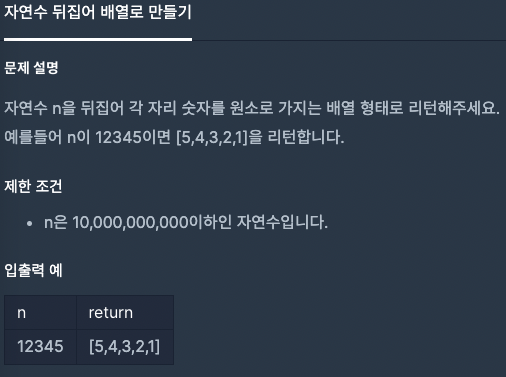 자연수 뒤집어 배열로 만들기
문제 설명
자연수 n을 뒤집어 각 자리 숫자를 원소로 가지는 배열 형태로 리턴해주세요.
예를들어 n이 12345이면 [5,4,3,2,1]을 리턴합니다.
제한 조건
• n은 10,000,000,000이하인 자연수입니다.
입출력 예
n return
12345 [5,4,3,2,1]